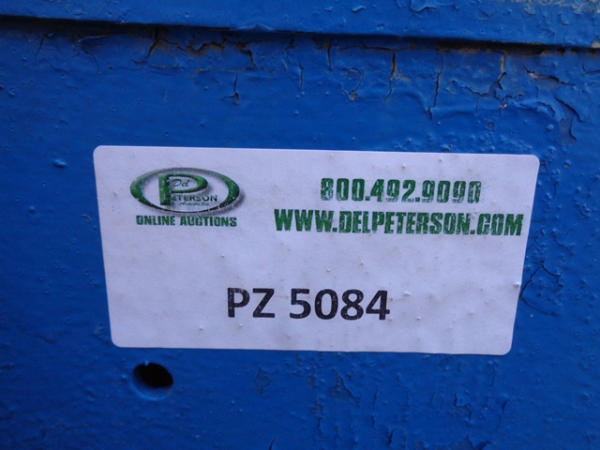 Del
PETERSON
ONLINE AUCTIONS
800.492.9090
WWW.DELPETERSON.COM
PZ 5084